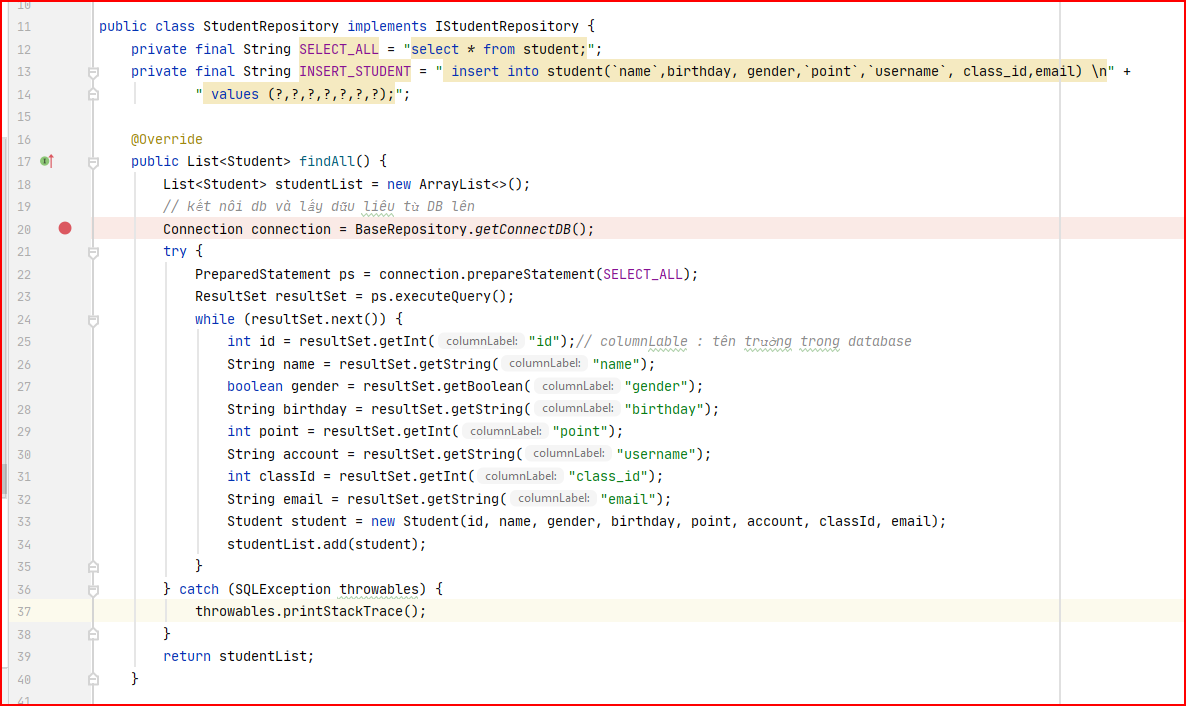 10
11 public class StudentRepository implements IStudentRepository {
12 private final String SELECT_ALL = "select * from student;";
13 private final String INSERT_STUDENT = " insert into student(`name`,birthday, gender,`point`,`username`, class_id,email) \n" +
14 " values (?,?,?,?,?,?,?);";
15
16 @Override
17 public List<Student> findAll() {
18 List<Student> studentList = new ArrayList<>();
19 // kết nôi db và lấy dữu liêu từ DB lên
20 Connection connection = BaseRepository.getConnectDB();
21 try {
22 PreparedStatement ps = connection.prepareStatement(SELECT_ALL);
23 ResultSet resultSet = ps.executeQuery();
24 while (resultSet.next()) {
25 int id = resultSet.getInt( columnLabel: "id");// columnLable : tên trường trong database
26 String name = resultSet.getString( columnLabel: "name");
27 boolean gender = resultSet.getBoolean( columnLabel: "gender");
28 String birthday = resultSet.getString( columnLabel: "birthday");
29 int point = resultSet.getInt( columnLabel: "point");
30 String account = resultSet.getString( columnLabel: "username");
31 int classId = resultSet.getInt( columnLabel: "class_id");
32 String email = resultSet.getString( columnLabel: "email");
33 Student student = new Student(id, name, gender, birthday, point, account, classId, email);
34 studentList.add(student);
35 }
36 } catch (SQLException throwables) {
37 throwables.printStackTrace();
38 }
39 return studentList;
40 }
41